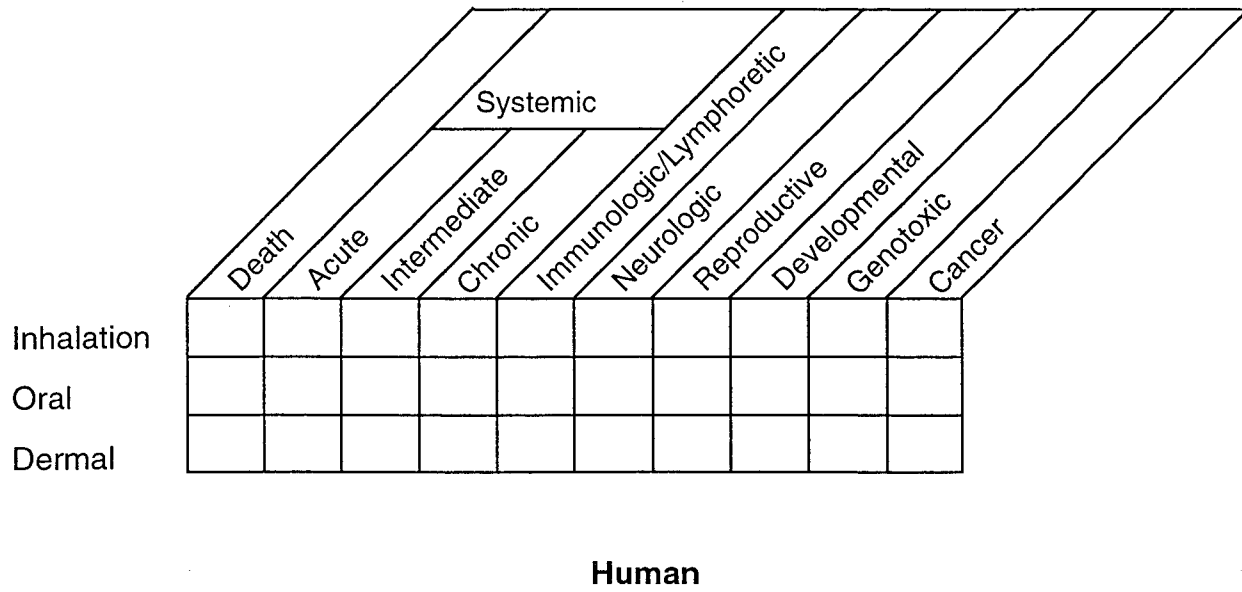 Systemic
Death
Acute
Intermediate
Chronic
Immunologic/Lymphoretic
Neurologic
Reproductive
Developmental
Genotoxic
Cancer
Inhalation
Oral
Dermal
Human